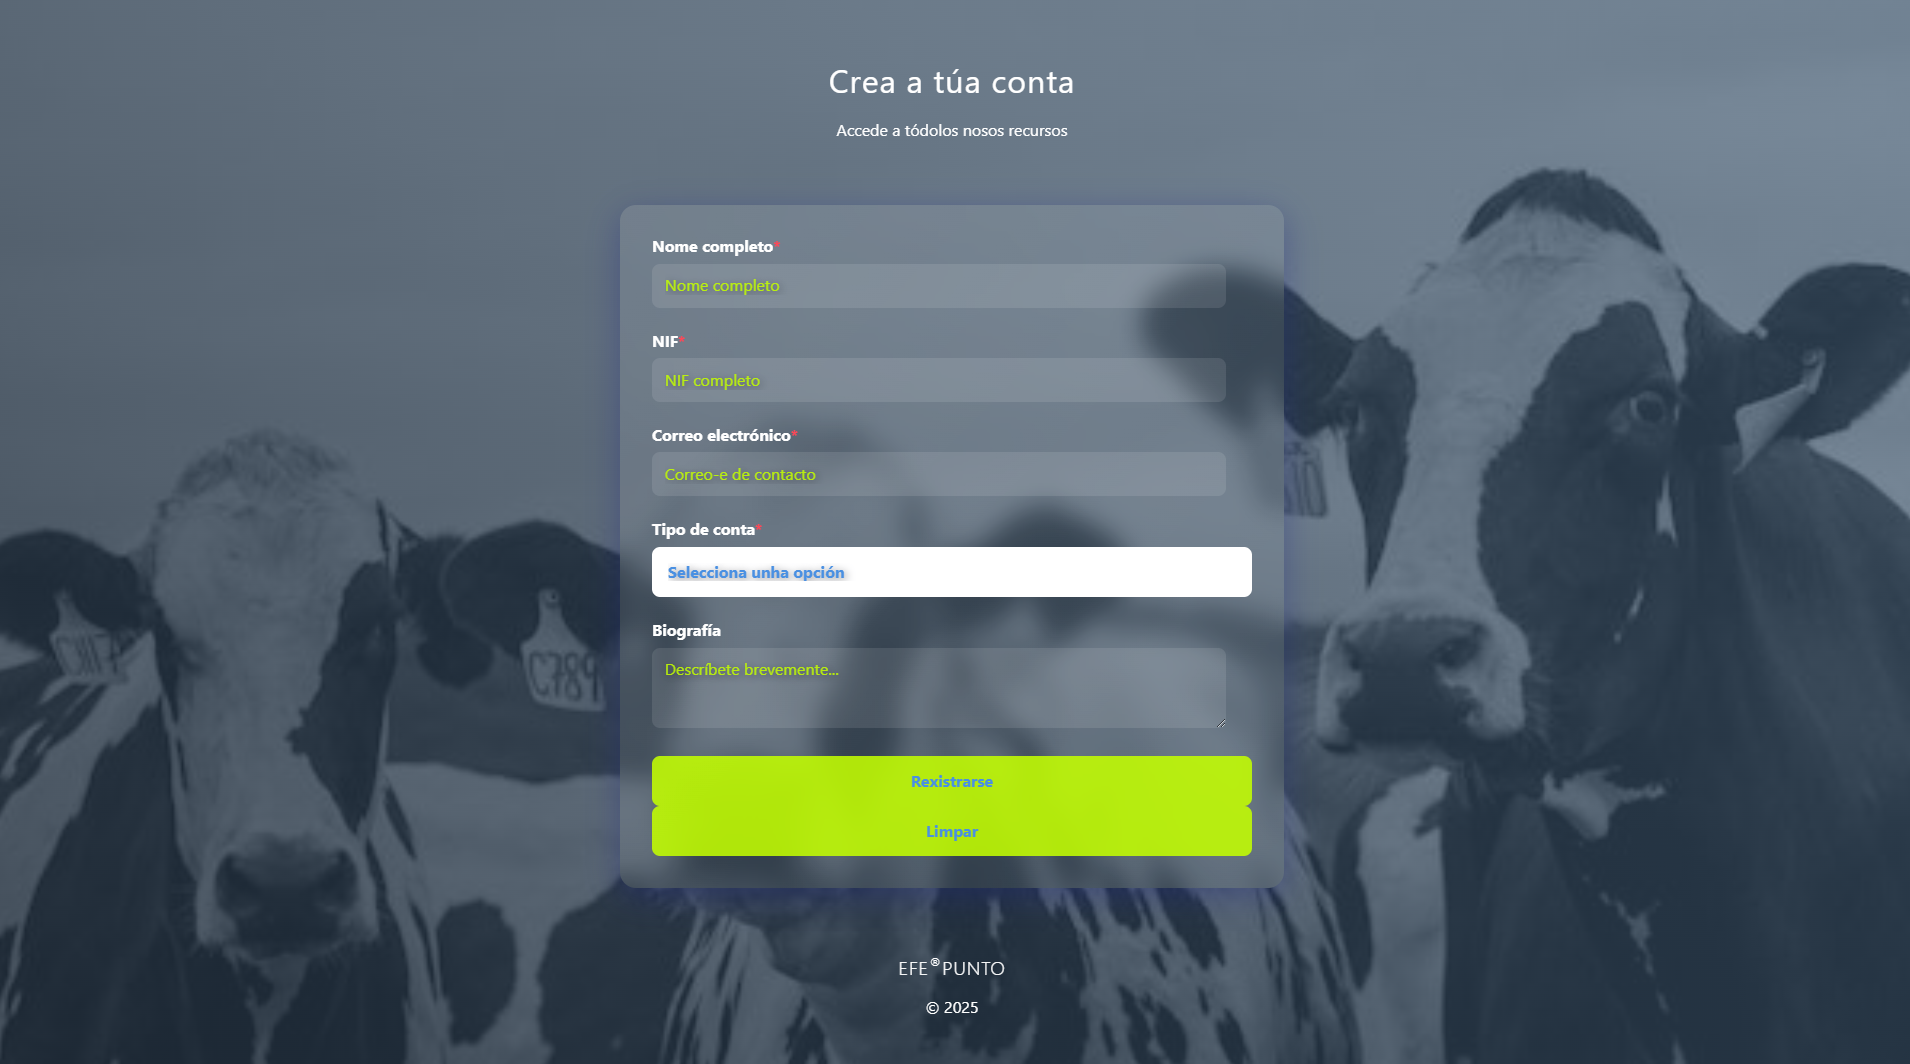 Crea a túa conta
Accede a tódolos nosos recursos
Nome completo*
Nome completo
NIF*
NIF completo
Correo electrónico*
Correo-e de contacto
Tipo de conta*
Selecciona unha opción
Biografía
Descríbete brevemente...
Rexistrarse
Limpar
C789
EFE®PUNTO
© 2025